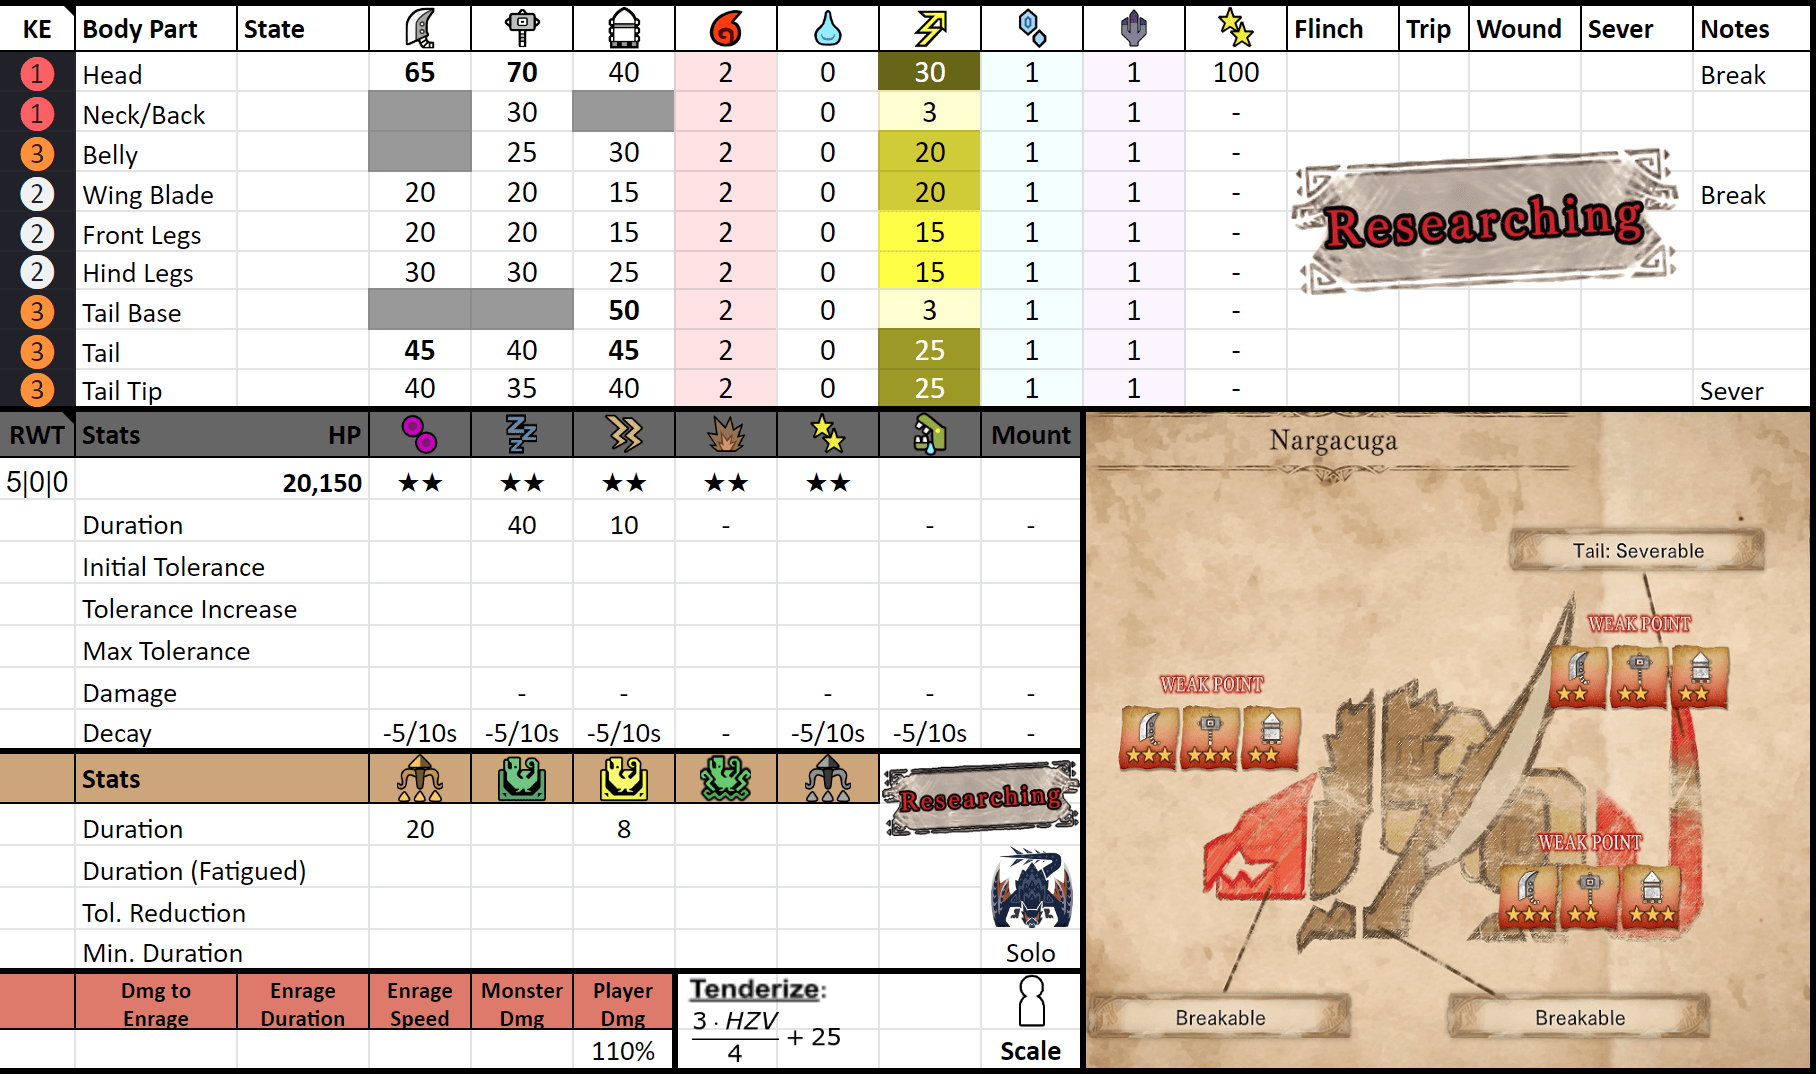 KE Body Part State Flinch Trip Wound Sever Notes
1 Head 65 70 40 2 0 30 1 1 100 Break
1 Neck/Back 30 2 0 3 1 1 -
3 Belly 25 30 2 0 20 1 1 -
2 Wing Blade 20 20 15 2 0 20 1 1 - Break
2 Front Legs 20 20 15 2 0 15 1 1 -
2 Hind Legs 30 30 25 2 0 15 1 1 -
3 Tail Base 50 2 0 3 1 1 -
3 Tail 45 40 45 2 0 25 1 1 -
3 Tail Tip 40 35 40 2 0 25 1 1 - Sever
Researching
RWT Stats HP Mount
5|0|0 20,150 ★★ ★★ ★★ ★★ ★★
Duration 40 10 - - -
Initial Tolerance
Tolerance Increase
Max Tolerance
Damage - - - - -
Decay -5/10s -5/10s -5/10s - -5/10s -5/10s -
Stats
Researching
Duration 20 8
Duration (Fatigued)
Tol. Reduction
Min. Duration Solo
Dmg to Enrage
Enrage Duration
Enrage Speed
Monster Dmg
Player Dmg
110%
Tenderize:
3 · HZV
4
+ 25
Scale
Nargacuga
Tail: Severable
WEAK POINT
★★ ★★ ★★
WEAK POINT
★★★ ★★★ ★★
WEAK POINT
★★★ ★★ ★★★
Breakable
Breakable